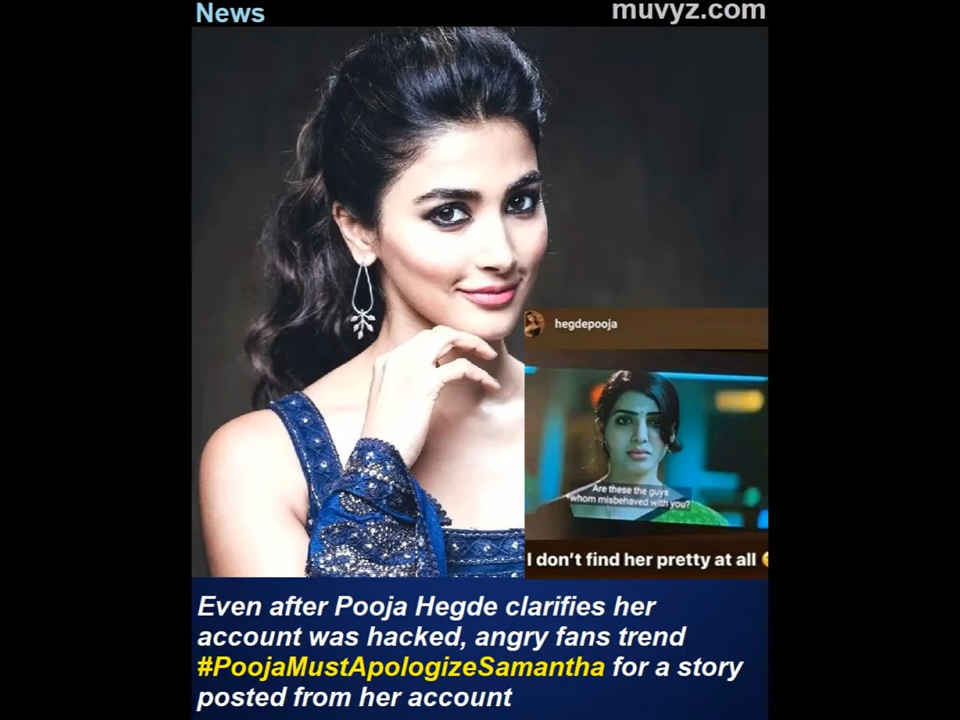 News
muvyz.com
hegdepooja
Are these the guys
whom misbehaved with you?
I don't find her pretty at all
Even after Pooja Hegde clarifies her
account was hacked, angry fans trend
#PoojaMustApologizeSamantha for a story
posted from her account